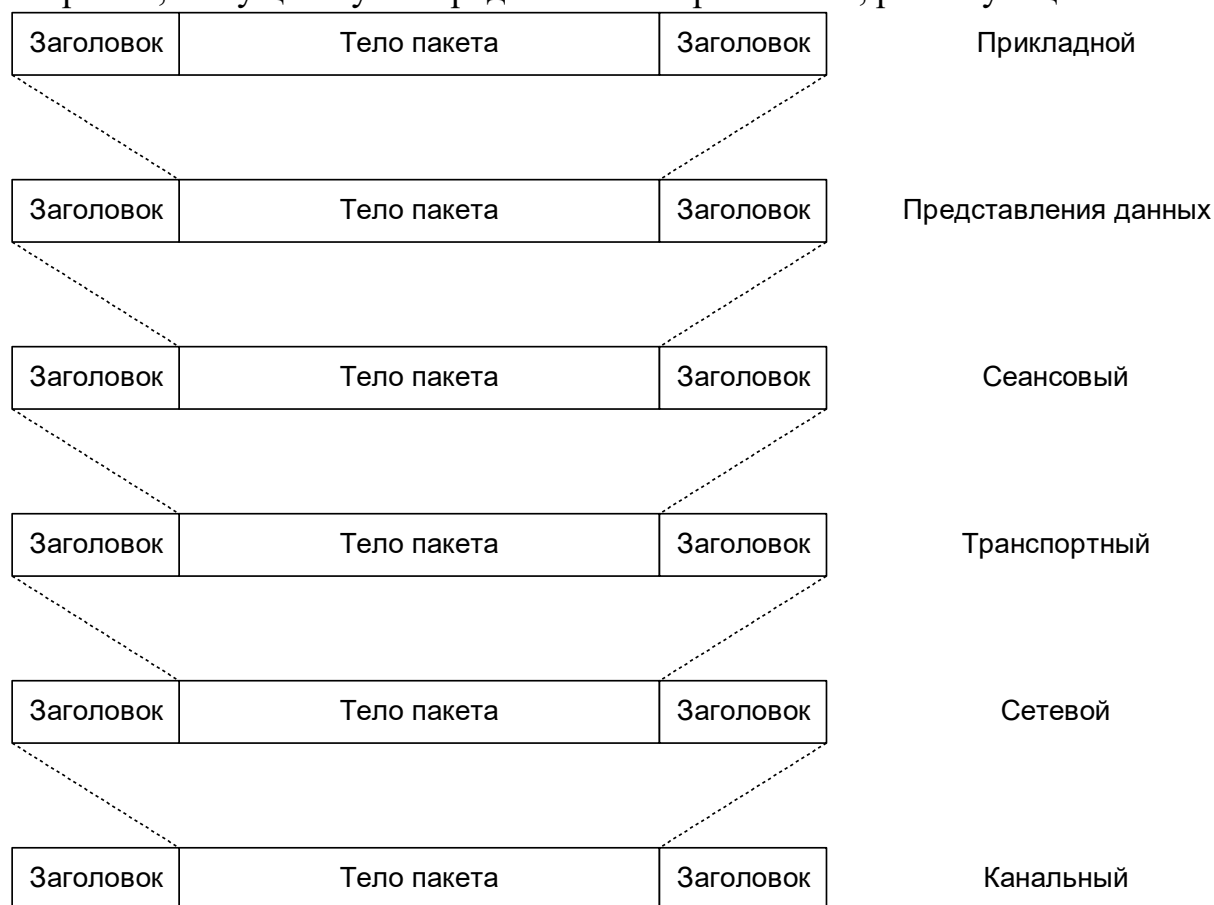 Заголовок Тело пакета Заголовок Прикладной
Заголовок Тело пакета Заголовок Представления данных
Заголовок Тело пакета Заголовок Сеансовый
Заголовок Тело пакета Заголовок Транспортный
Заголовок Тело пакета Заголовок Сетевой
Заголовок Тело пакета Заголовок Канальный